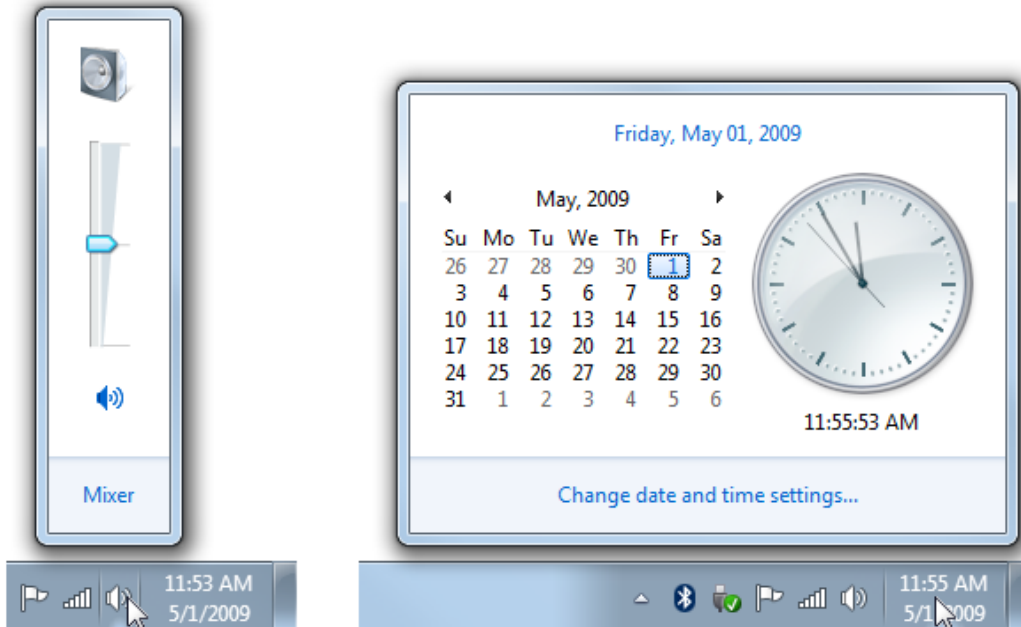 Mixer
11:53 AM
5/1/2009
Friday, May 01, 2009
May, 2009
Su Mo Tu We Th Fr Sa
26 27 28 29 30 1 2
3 4 5 6 7 8 9
10 11 12 13 14 15 16
17 18 19 20 21 22 23
24 25 26 27 28 29 30
31 1 2 3 4 5 6
11:55:53 AM
Change date and time settings...
11:55 AM